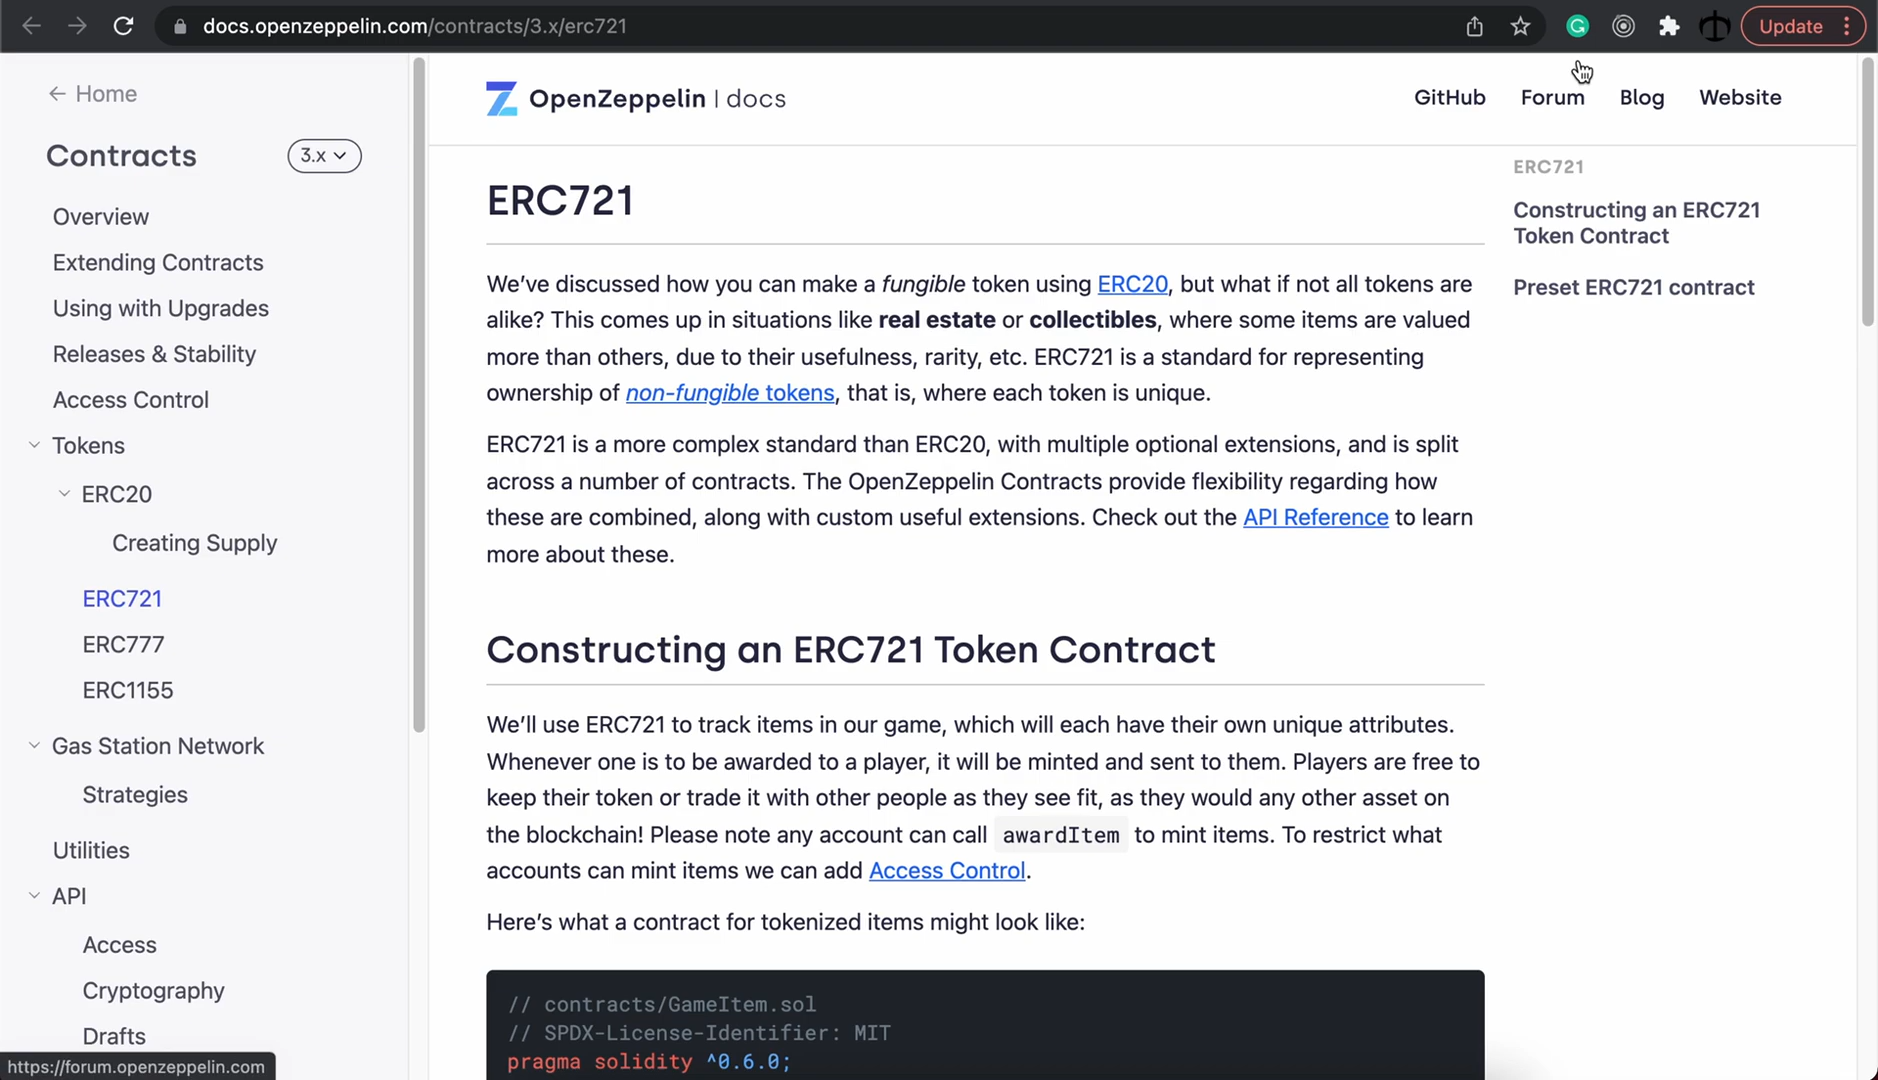 docs.openzeppelin.com/contracts/3.x/erc721
Update
← Home
Contracts
3.x
Overview
Extending Contracts
Using with Upgrades
Releases & Stability
Access Control
Tokens
ERC20
Creating Supply
ERC721
ERC777
ERC1155
Gas Station Network
Strategies
Utilities
API
Access
Cryptography
Drafts
https://forum.openzeppelin.com
OpenZeppelin | docs
GitHub
Forum
Blog
Website
ERC721
We’ve discussed how you can make a fungible token using ERC20, but what if not all tokens are
alike? This comes up in situations like real estate or collectibles, where some items are valued
more than others, due to their usefulness, rarity, etc. ERC721 is a standard for representing
ownership of non-fungible tokens, that is, where each token is unique.
ERC721 is a more complex standard than ERC20, with multiple optional extensions, and is split
across a number of contracts. The OpenZeppelin Contracts provide flexibility regarding how
these are combined, along with custom useful extensions. Check out the API Reference to learn
more about these.
Constructing an ERC721 Token Contract
We’ll use ERC721 to track items in our game, which will each have their own unique attributes.
Whenever one is to be awarded to a player, it will be minted and sent to them. Players are free to
keep their token or trade it with other people as they see fit, as they would any other asset on
the blockchain! Please note any account can call awardItem to mint items. To restrict what
accounts can mint items we can add Access Control.
Here’s what a contract for tokenized items might look like:
// contracts/GameItem.sol
// SPDX-License-Identifier: MIT
pragma solidity ^0.6.0;
ERC721
Constructing an ERC721
Token Contract
Preset ERC721 contract